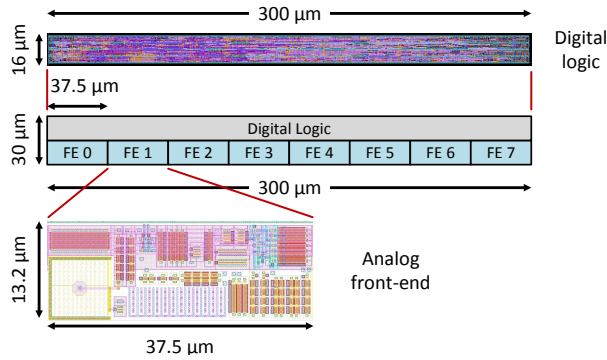 300 µm
16 µm
Digital
logic
37.5 µm
30 µm
Digital Logic
FE 0 FE 1 FE 2 FE 3 FE 4 FE 5 FE 6 FE 7
300 µm
13.2 µm
Analog
front-end
37.5 µm